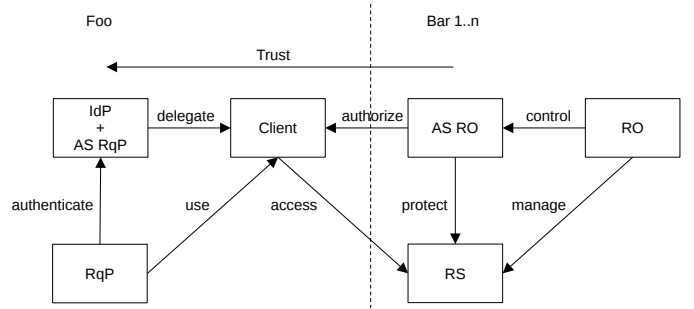 Foo
Bar 1..n
Trust
IdP
+
AS RqP
delegate
Client
authorize
AS RO
control
RO
authenticate
use
access
protect
manage
RqP
RS